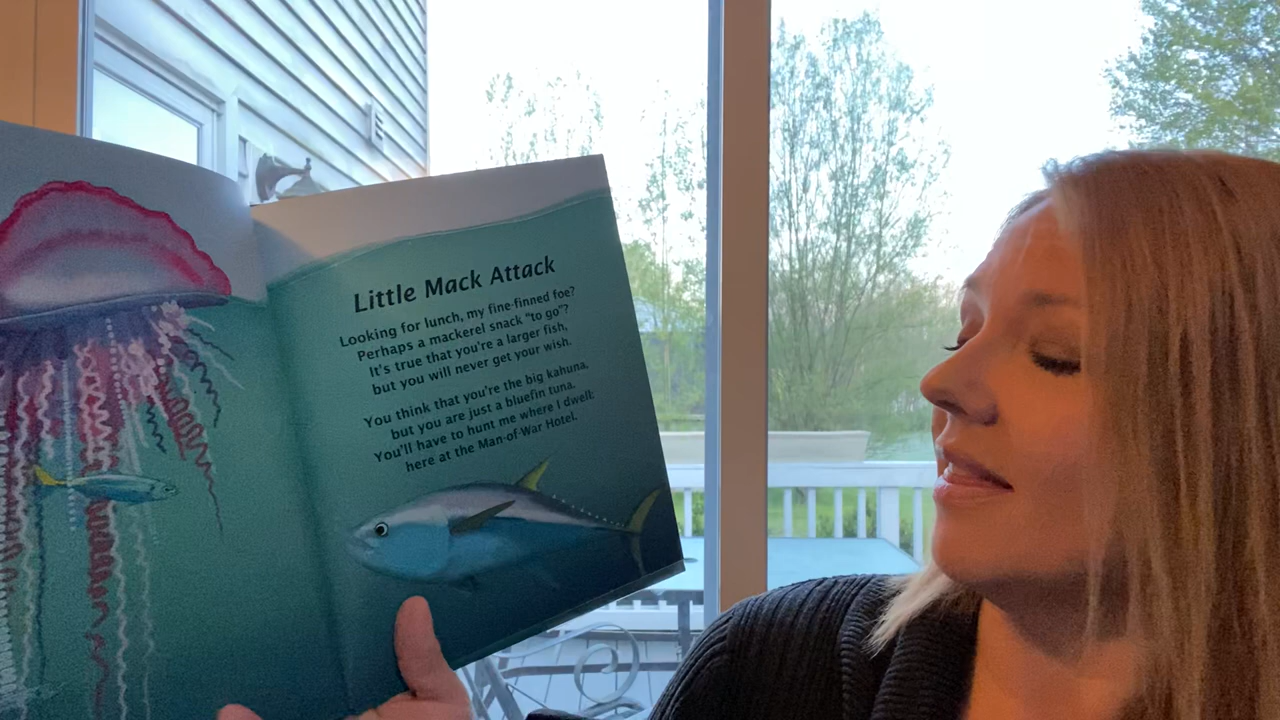 Little Mack Attack
Looking for lunch, my fine-finned foe?
Perhaps a mackerel snack "to go"?
It's true that you're a larger fish,
but you will never get your wish.
You think that you're the big kahuna,
but you are just a bluefin tuna.
You'll have to hunt me where I dwell:
here at the Man-of-War Hotel.